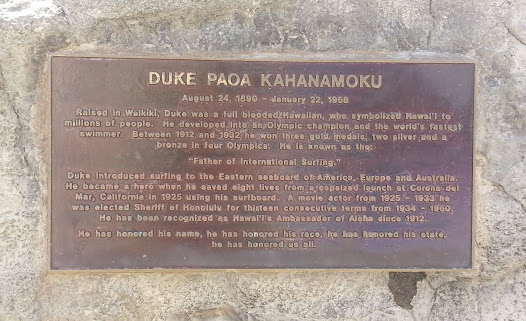 DUKE PAOA KAHANAMOKU
August 24, 1890 - January 22, 1968
Raised in Waikiki, Duke was a full blooded Hawaiian, who symbolized Hawai'i to
millions of people. He developed into an Olympic champion and the world's fastest
swimmer. Between 1912 and 1932 he won three gold medals, two silver and a
bronze in four Olympics. He is known as the:
"Father of International Surfing."
Duke introduced surfing to the Eastern seaboard of America, Europe and Australia.
He became a hero when he saved eight lives from a capsized launch at Corona del
Mar, California in 1925 using his surfboard. A movie actor from 1925 - 1933 he
was elected Sheriff of Honolulu for thirteen consecutive terms from 1934 - 1960.
He has been recognized as Hawai'i's Ambassador of Aloha since 1912.
He has honored his name, he has honored his race, he has honored his state,
he has honored us all.